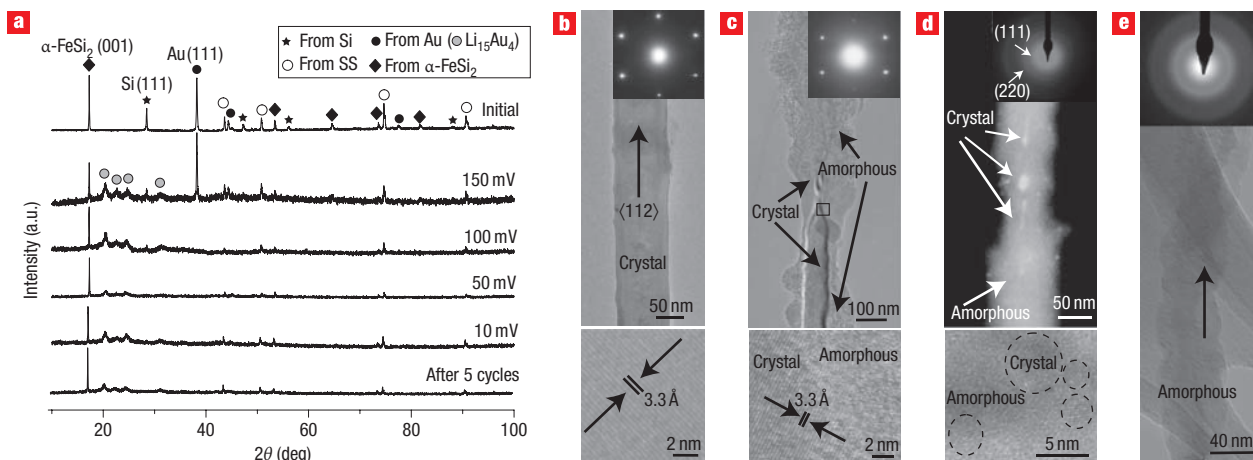 a
α-FeSi₂ (001)
Si (111)
Au (111)
From Si
From Au (Li₁₅Au₄)
From SS
From α-FeSi₂
Initial
150 mV
100 mV
50 mV
10 mV
After 5 cycles
Intensity (a.u.)
20 40 60 80 100
2θ (deg)
b
⟨112⟩
Crystal
50 nm
3.3 Å
2 nm
c
Amorphous
Crystal
100 nm
Crystal
Amorphous
3.3 Å
2 nm
d
(111)
(220)
Crystal
Amorphous
50 nm
Crystal
Amorphous
5 nm
e
Amorphous
40 nm